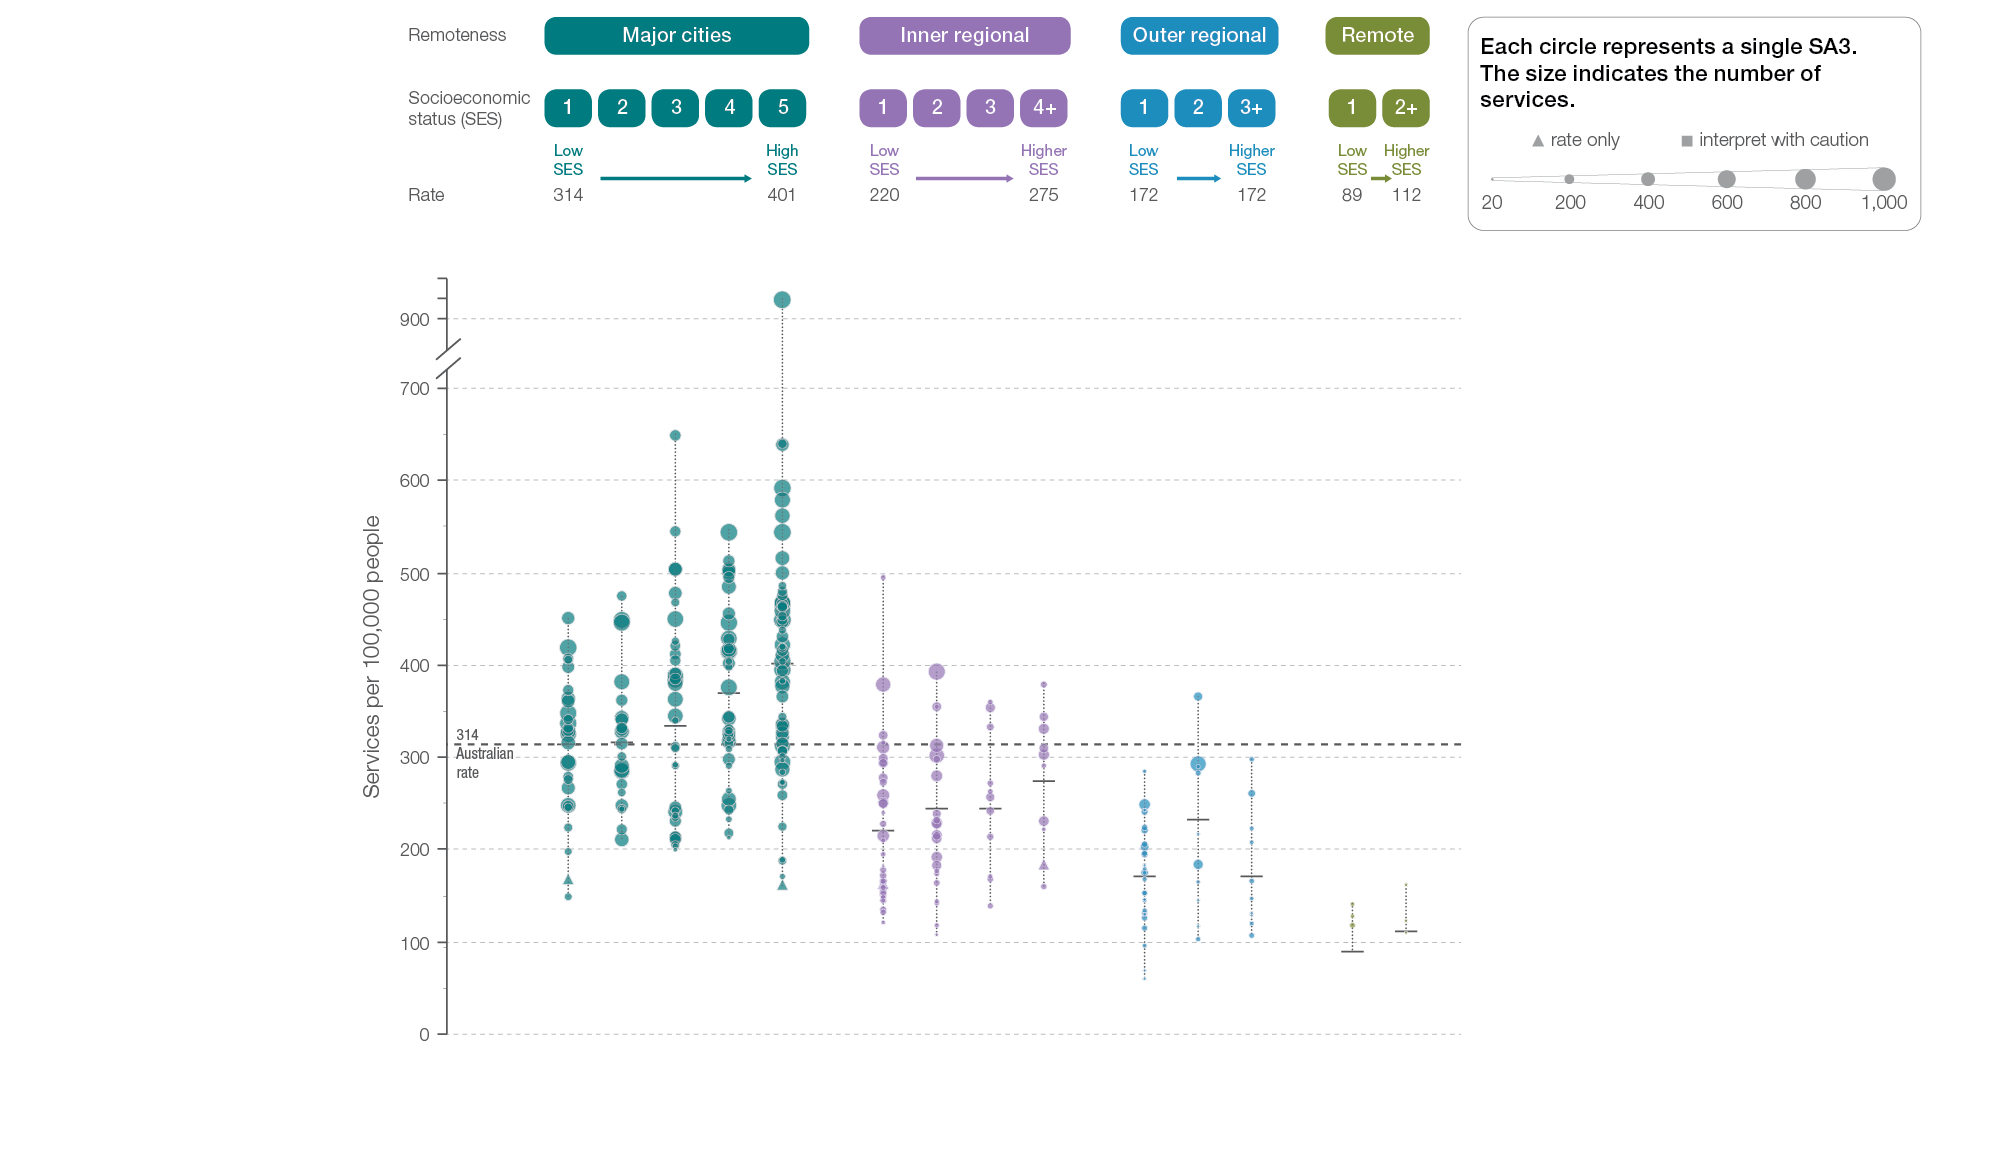 Remoteness
Major cities
Inner regional
Outer regional
Remote
Socioeconomic
status (SES)
1 2 3 4 5
1 2 3 4+
1 2 3+
1 2+
Low
SES
High
SES
Low
SES
Higher
SES
Low
SES
Higher
SES
Low
SES
Higher
SES
Rate
314 401
220 275
172 172
89 112
Each circle represents a single SA3.
The size indicates the number of
services.
rate only
interpret with caution
20 200 400 600 800 1,000
Services per 100,000 people
900
700
600
500
400
300
200
100
0
314
Australian
rate